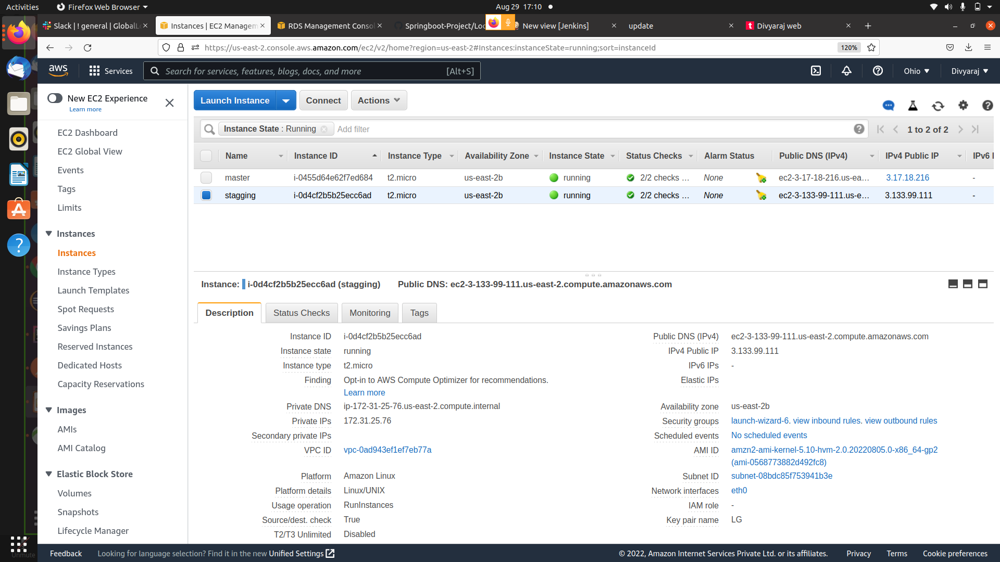 Activities
Firefox Web Browser
Aug 29 17:10
Slack | ! general | GlobalL
Instances | EC2 Managem
RDS Management Consol
Springboot-Project/Loc
New view [Jenkins]
update
Divyaraj web
https://us-east-2.console.aws.amazon.com/ec2/v2/home?region=us-east-2#Instances:instanceState=running;sort=instanceId
120%
aws
Services
Search for services, features, blogs, docs, and more
[Alt+S]
Ohio
Divyaraj
New EC2 Experience
Learn more
EC2 Dashboard
EC2 Global View
Events
Tags
Limits
Instances
Instances
Instance Types
Launch Templates
Spot Requests
Savings Plans
Reserved Instances
Dedicated Hosts
Capacity Reservations
Images
AMIs
AMI Catalog
Elastic Block Store
Volumes
Snapshots
Lifecycle Manager
Launch Instance
Connect
Actions
Instance State : Running
Add filter
1 to 2 of 2
Name Instance ID Instance Type Availability Zone Instance State Status Checks Alarm Status Public DNS (IPv4) IPv4 Public IP IPv6 I
master i-0455d64e62f7ed684 t2.micro us-east-2b running 2/2 checks ... None ec2-3-17-18-216.us-ea... 3.17.18.216 -
stagging i-0d4cf2b5b25ecc6ad t2.micro us-east-2b running 2/2 checks ... None ec2-3-133-99-111.us-e... 3.133.99.111 -
Instance: i-0d4cf2b5b25ecc6ad (stagging) Public DNS: ec2-3-133-99-111.us-east-2.compute.amazonaws.com
Description
Status Checks
Monitoring
Tags
Instance ID i-0d4cf2b5b25ecc6ad
Instance state running
Instance type t2.micro
Finding Opt-in to AWS Compute Optimizer for recommendations.
Learn more
Private DNS ip-172-31-25-76.us-east-2.compute.internal
Private IPs 172.31.25.76
Secondary private IPs
VPC ID vpc-0ad943ef1ef7eb77a
Platform Amazon Linux
Platform details Linux/UNIX
Usage operation RunInstances
Source/dest. check True
T2/T3 Unlimited Disabled
Public DNS (IPv4) ec2-3-133-99-111.us-east-2.compute.amazonaws.com
IPv4 Public IP 3.133.99.111
IPv6 IPs -
Elastic IPs
Availability zone us-east-2b
Security groups launch-wizard-6. view inbound rules. view outbound rules
Scheduled events No scheduled events
AMI ID amzn2-ami-kernel-5.10-hvm-2.0.20220805.0-x86_64-gp2
(ami-0568773882d492fc8)
Subnet ID subnet-08bdc85f753941b3e
Network interfaces eth0
IAM role -
Key pair name LG
Unmute
Feedback
Looking for language selection? Find it in the new Unified Settings
© 2022, Amazon Internet Services Private Ltd. or its affiliates.
Privacy
Terms
Cookie preferences